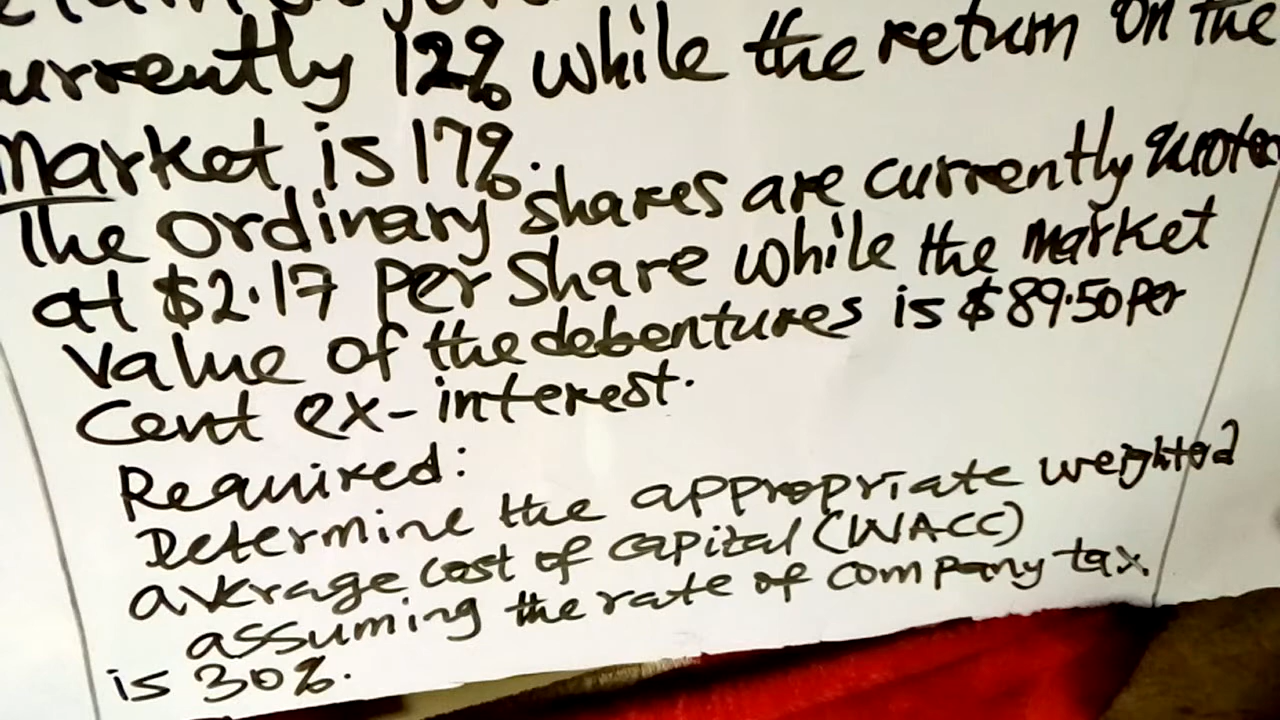 urrently 12% while the return on the
Market is 17%.
The ordinary shares are currently quoted
at $2.17 Per Share while the market
Value of the debentures is $89.50 per
Cent ex-interest.
Required:
Determine the appropriate weighted
average cost of capital (WACC)
assuming the rate of company tax
is 30%.